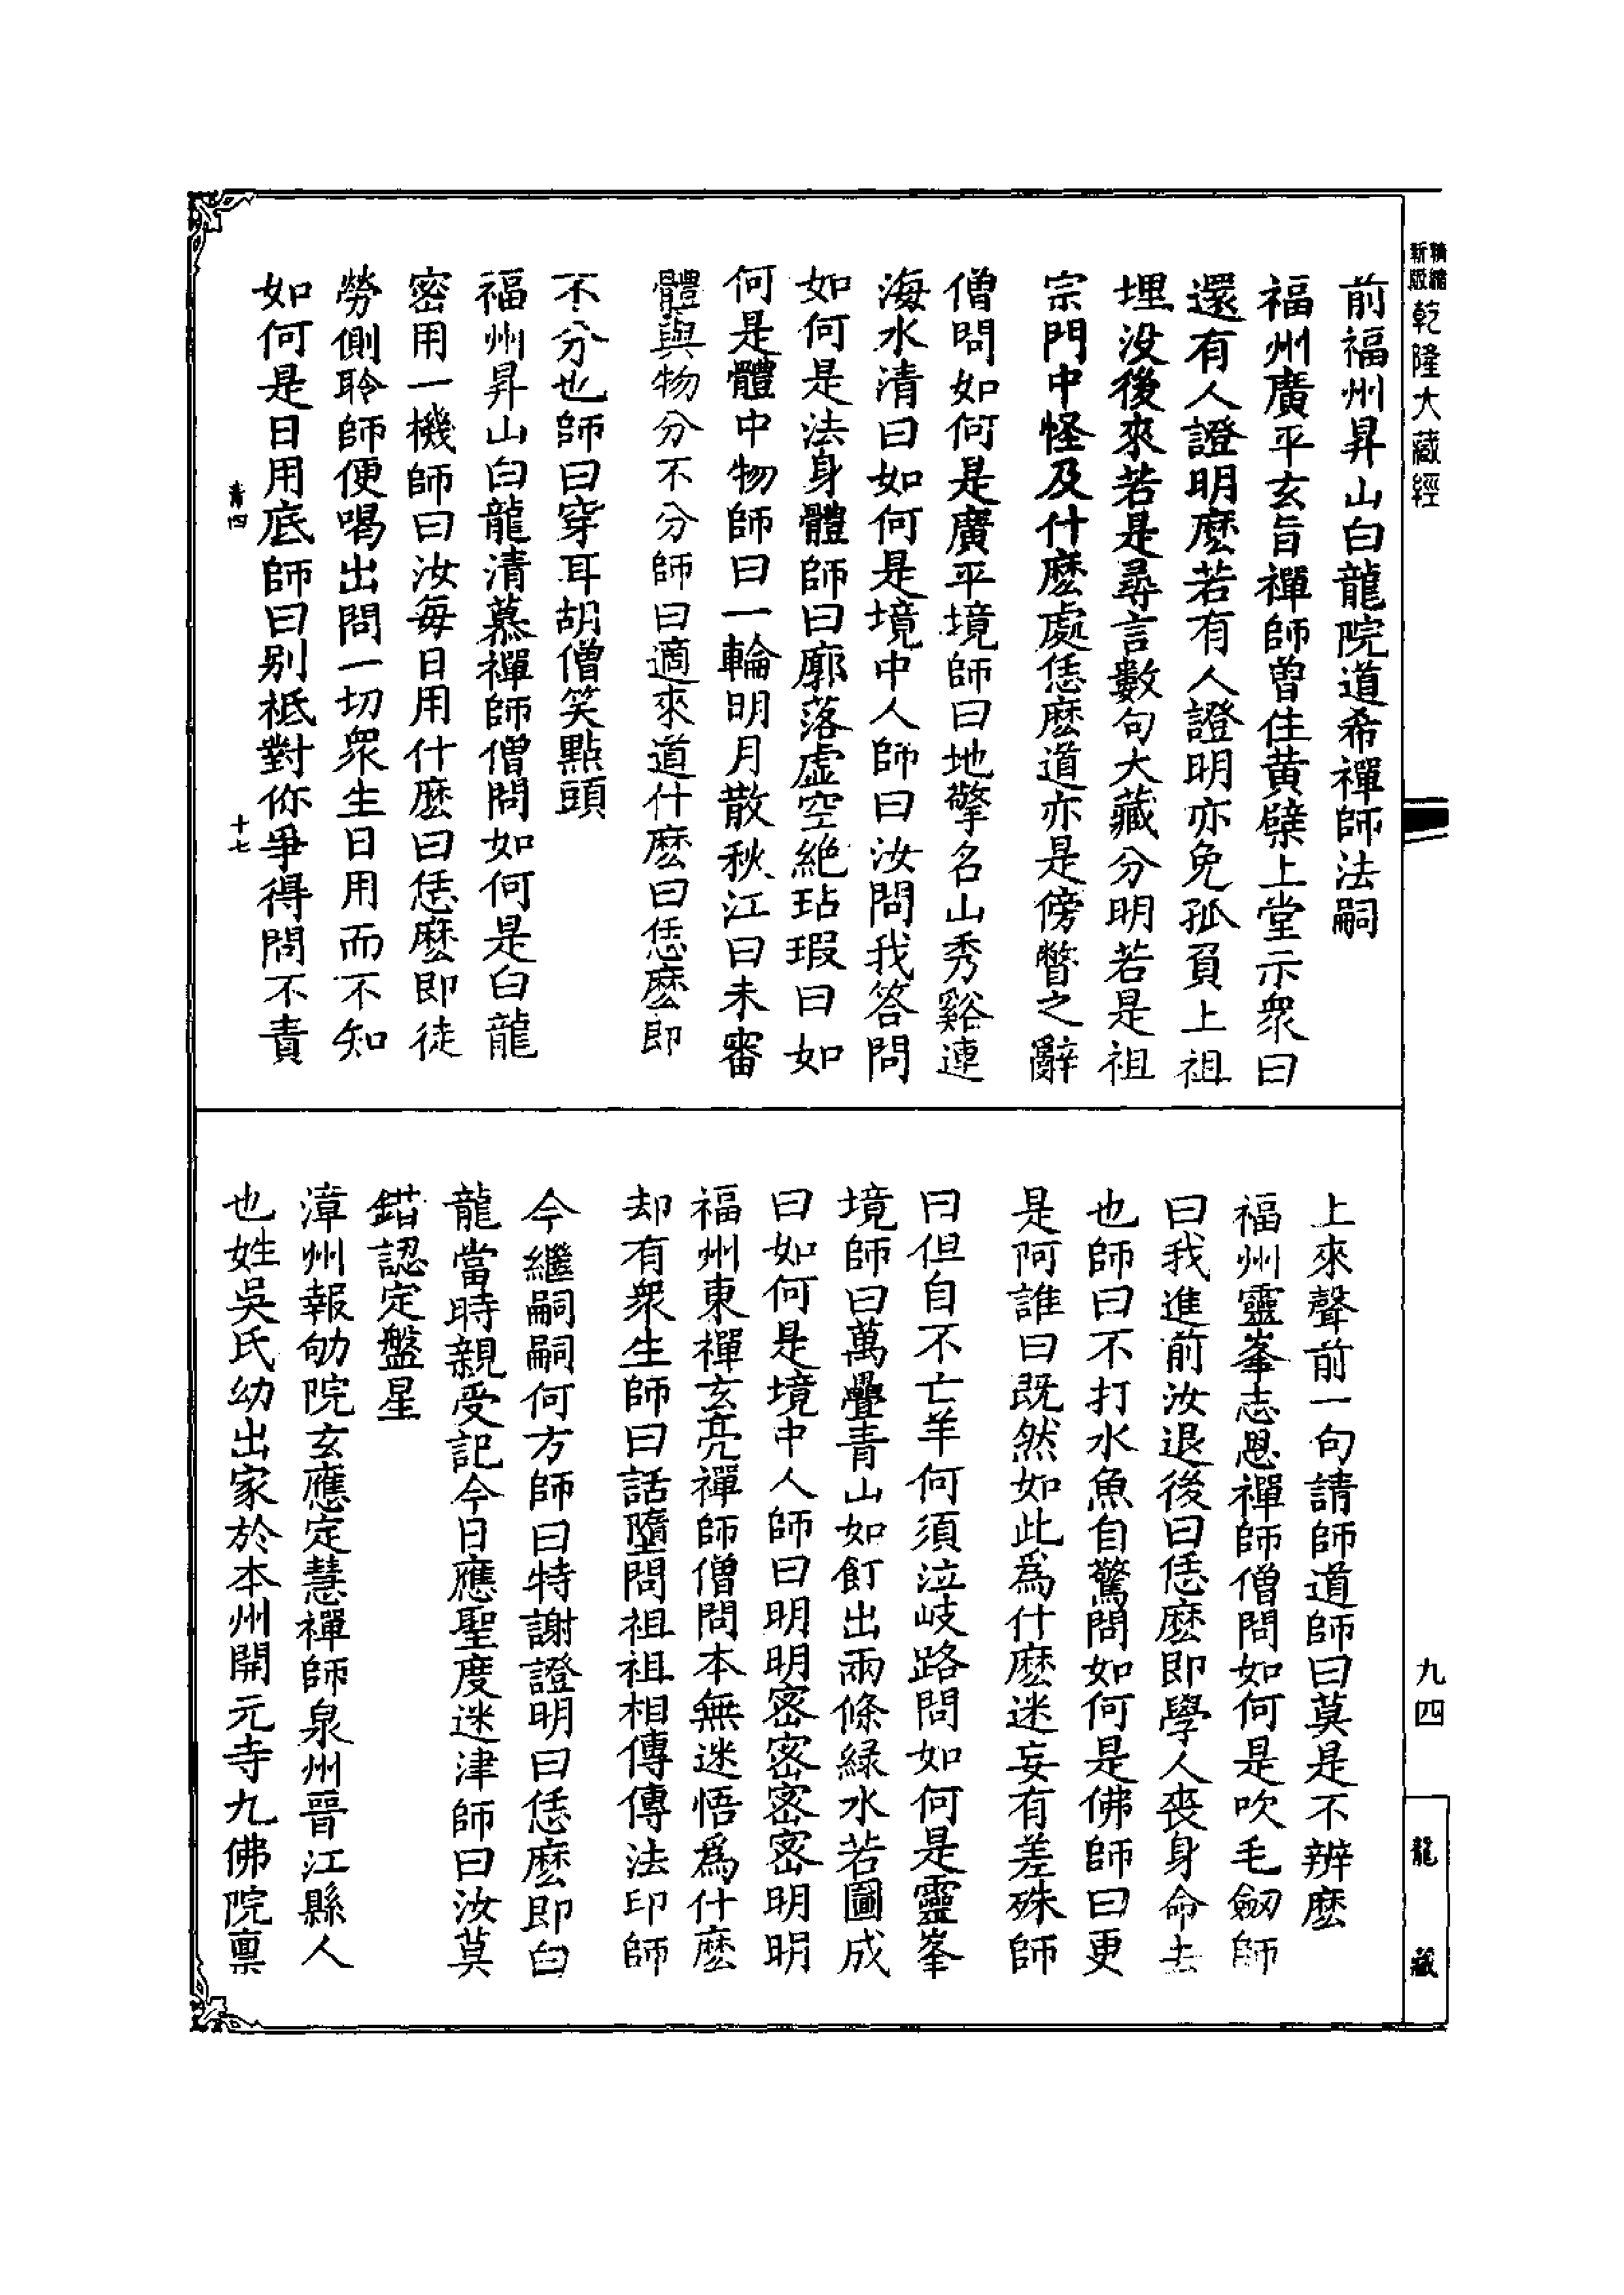 精縮
新版
乾隆大藏經
前福州昇山白龍院道希禪師法嗣
福州廣平玄旨禪師曾住黄檗上堂示衆曰
還有人證明麽若有人證明亦免孤負上祖
埋没後來若是尋言數句大藏分明若是祖
宗門中怪及什麽處恁麽道亦是傍瞥之辭
僧問如何是廣平境師曰地擎名山秀谿連
海水清曰如何是境中人師曰汝問我答問
如何是法身體師曰廓落虚空絶玷瑕曰如
何是體中物師曰一輪明月散秋江曰未審
體與物分不分師曰適來道什麽曰恁麽即
不分也師曰穿耳胡僧笑點頭
福州昇山白龍清慕禪師僧問如何是白龍
密用一機師曰汝每日用什麽曰恁麽即徒
勞側聆師便喝出問一切衆生日用而不知
如何是日用底師曰别祗對你爭得問不責
青四
十七
上來聲前一句請師道師曰莫是不辨麽
福州靈峯志恩禪師僧問如何是吹毛劒師
曰我進前汝退後曰恁麽即學人喪身命去
也師曰不打水魚自驚問如何是佛師曰更
是阿誰曰既然如此爲什麽迷妄有差殊師
曰但自不亡羊何須泣岐路問如何是靈峯
境師曰萬疊青山如飣出兩條緑水若圖成
曰如何是境中人師曰明明密密密密明明
福州東禪玄亮禪師僧問本無迷悟爲什麽
却有衆生師曰話墮問祖祖相傳傳法印師
今繼嗣嗣何方師曰特謝證明曰恁麽即白
龍當時親受記今日應聖度迷津師曰汝莫
錯認定盤星
漳州報劬院玄應定慧禪師泉州晉江縣人
也姓吳氏幼出家於本州開元寺九佛院禀
九四
龍藏